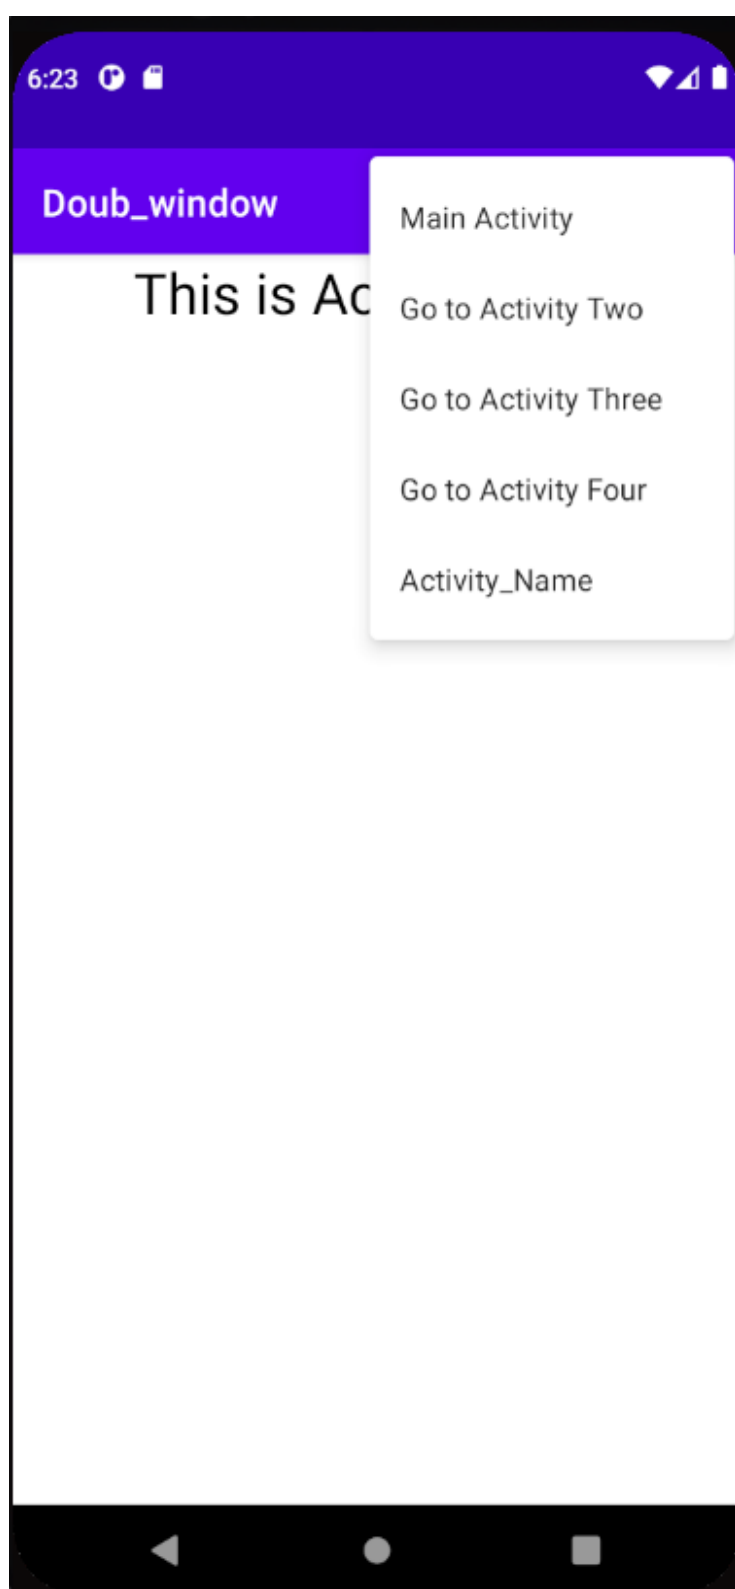 6:23
Doub_window
This is Ac
Main Activity
Go to Activity Two
Go to Activity Three
Go to Activity Four
Activity_Name